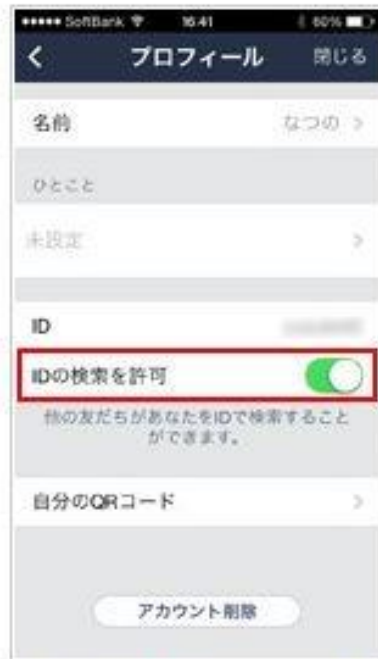 SoftBank 16:41 60%
プロフィール 閉じる
名前 なつの
ひとこと
未設定
ID
IDの検索を許可
他の友だちがあなたをIDで検索すること
ができます。
自分のQRコード
アカウント削除